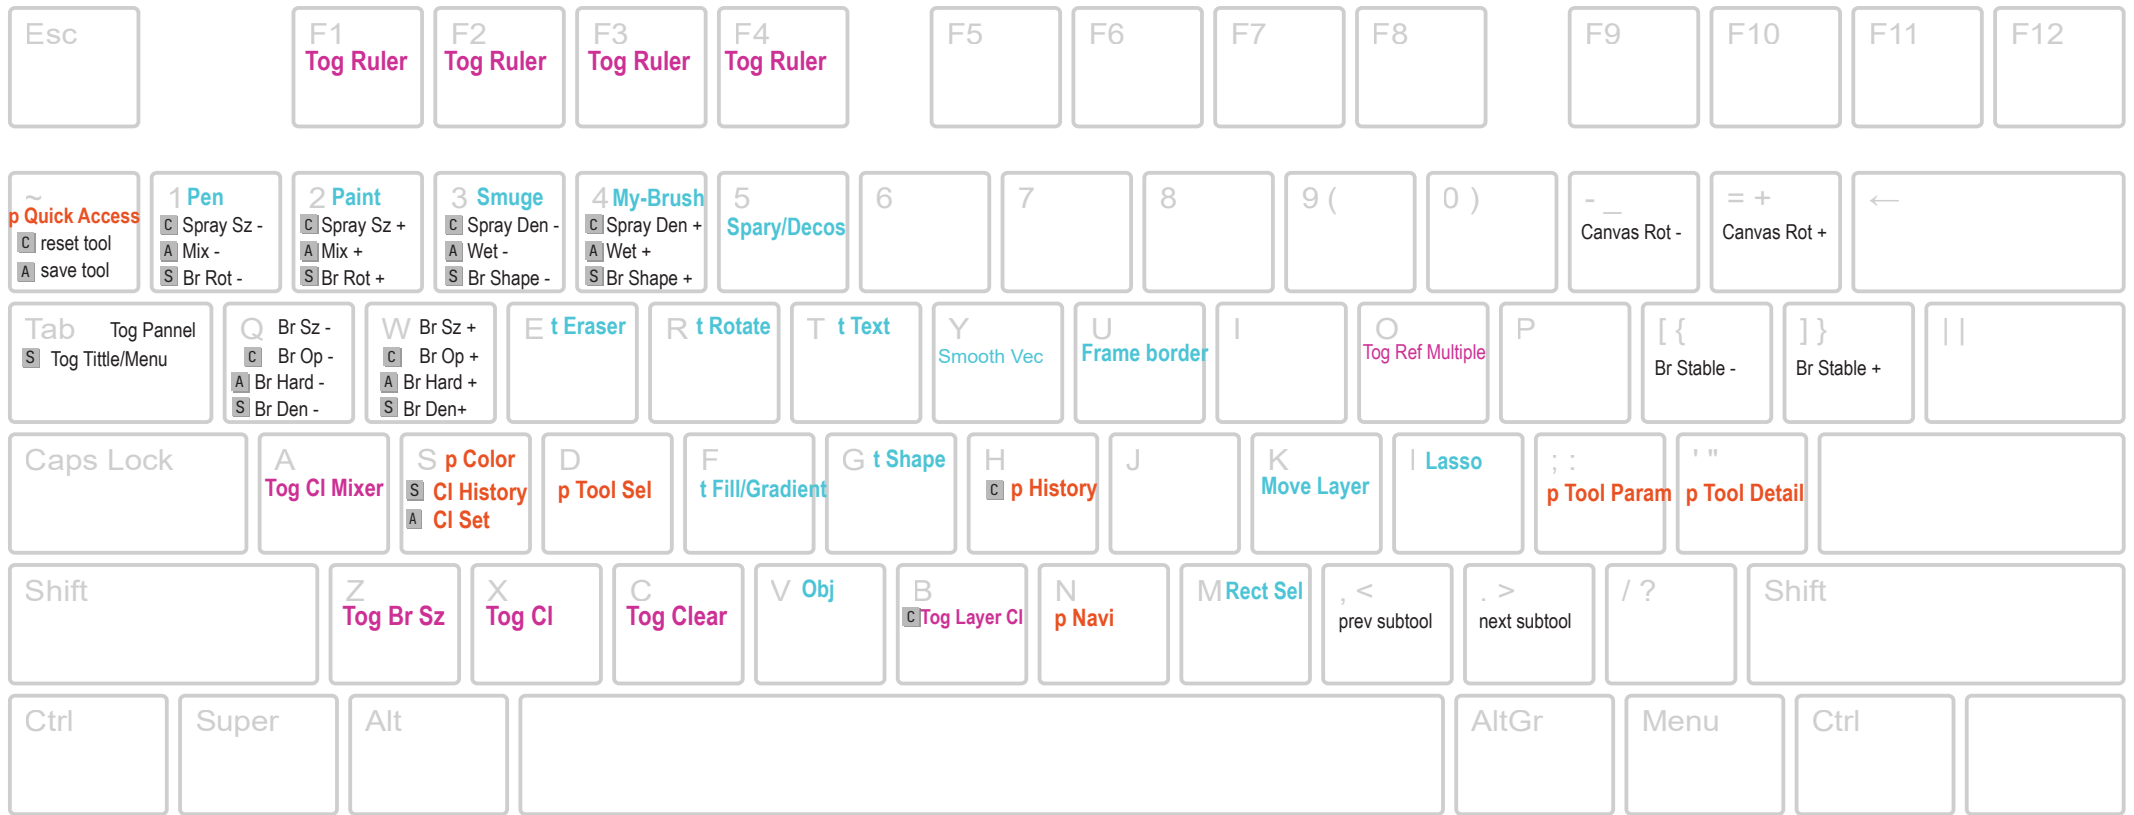 Esc
F1
Tog Ruler
F2
Tog Ruler
F3
Tog Ruler
F4
Tog Ruler
F5
F6
F7
F8
F9
F10
F11
F12
~
p Quick Access
C reset tool
A save tool
1 Pen
C Spray Sz -
A Mix -
S Br Rot -
2 Paint
C Spray Sz +
A Mix +
S Br Rot +
3 Smuge
C Spray Den -
A Wet -
S Br Shape -
4 My-Brush
C Spray Den +
A Wet +
S Br Shape +
5
Spary/Decos
6
7
8
9 (
0 )
- _
Canvas Rot -
= +
Canvas Rot +
←
Tab Tog Pannel
S Tog Tittle/Menu
Q Br Sz -
C Br Op -
A Br Hard -
S Br Den -
W Br Sz +
C Br Op +
A Br Hard +
S Br Den+
E t Eraser
R t Rotate
T t Text
Y
Smooth Vec
U
Frame border
I
O
Tog Ref Multiple
P
[ {
Br Stable -
] }
Br Stable +
| |
Caps Lock
A
Tog Cl Mixer
S p Color
S Cl History
A Cl Set
D
p Tool Sel
F
t Fill/Gradient
G t Shape
H
C p History
J
K
Move Layer
l Lasso
; :
p Tool Param
' "
p Tool Detail
Shift
Z
Tog Br Sz
X
Tog Cl
C
Tog Clear
V Obj
B
C Tog Layer Cl
N
p Navi
M Rect Sel
, <
prev subtool
. >
next subtool
/ ?
Shift
Ctrl
Super
Alt
AltGr
Menu
Ctrl